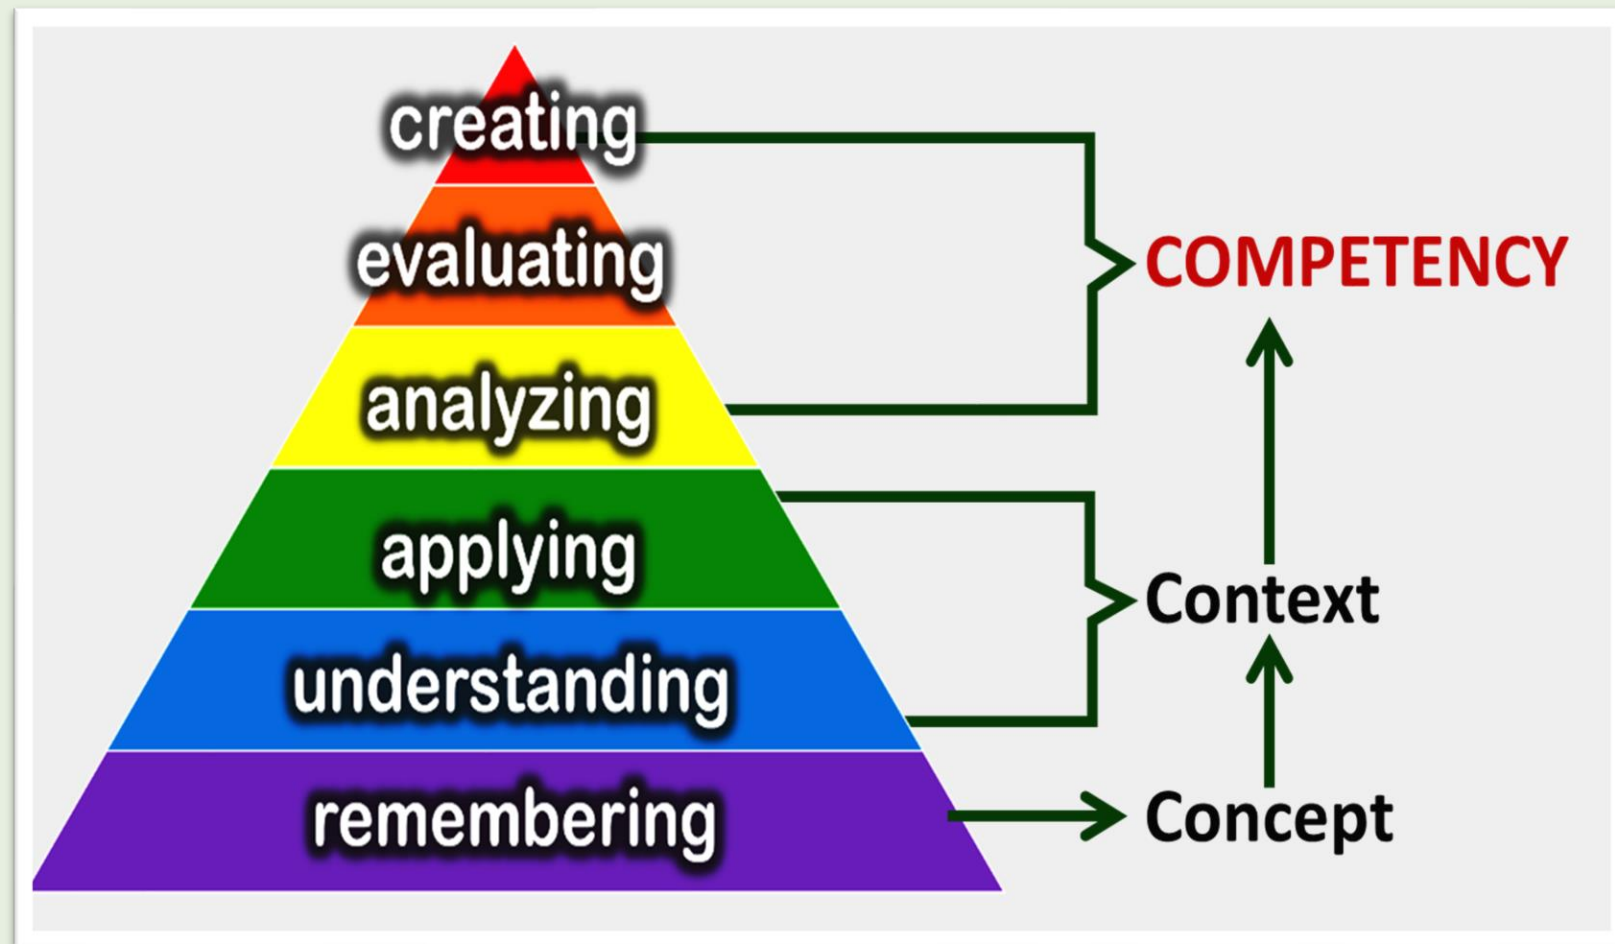 creating
evaluating
COMPETENCY
analyzing
applying
Context
understanding
remembering
Concept